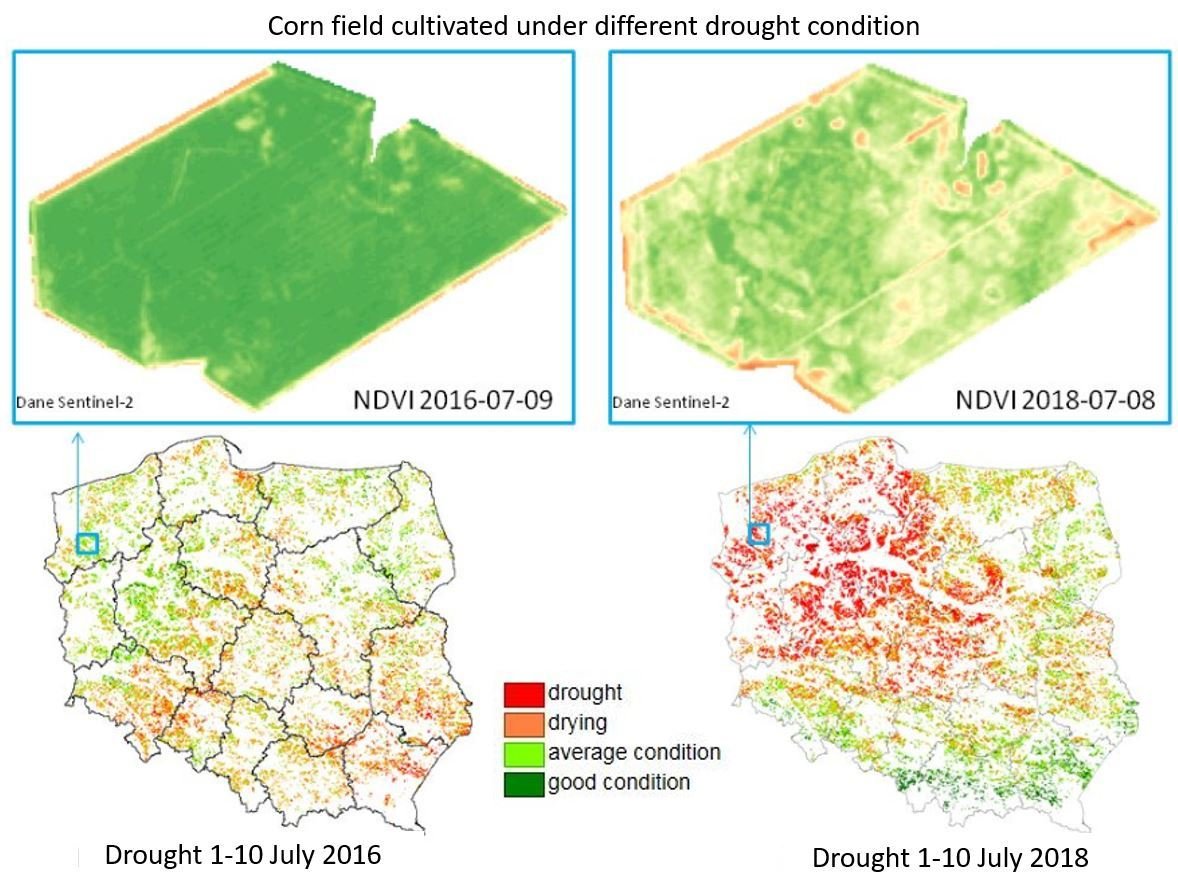 Corn field cultivated under different drought condition
Dane Sentinel-2
NDVI 2016-07-09
Dane Sentinel-2
NDVI 2018-07-08
drought
drying
average condition
good condition
Drought 1-10 July 2016
Drought 1-10 July 2018